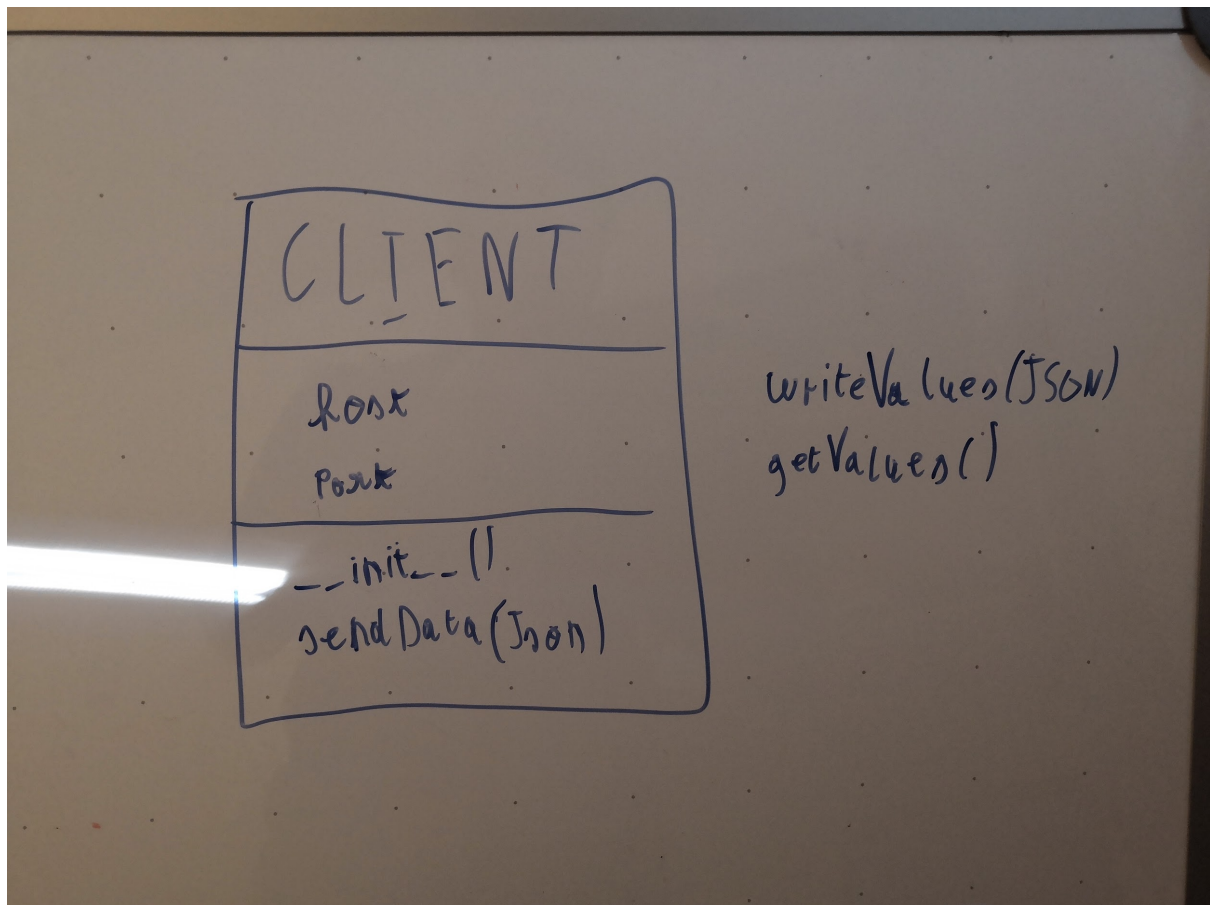 CLIENT
host
port
__init__()
sendData(Json)
writeValues(JSON)
getValues()